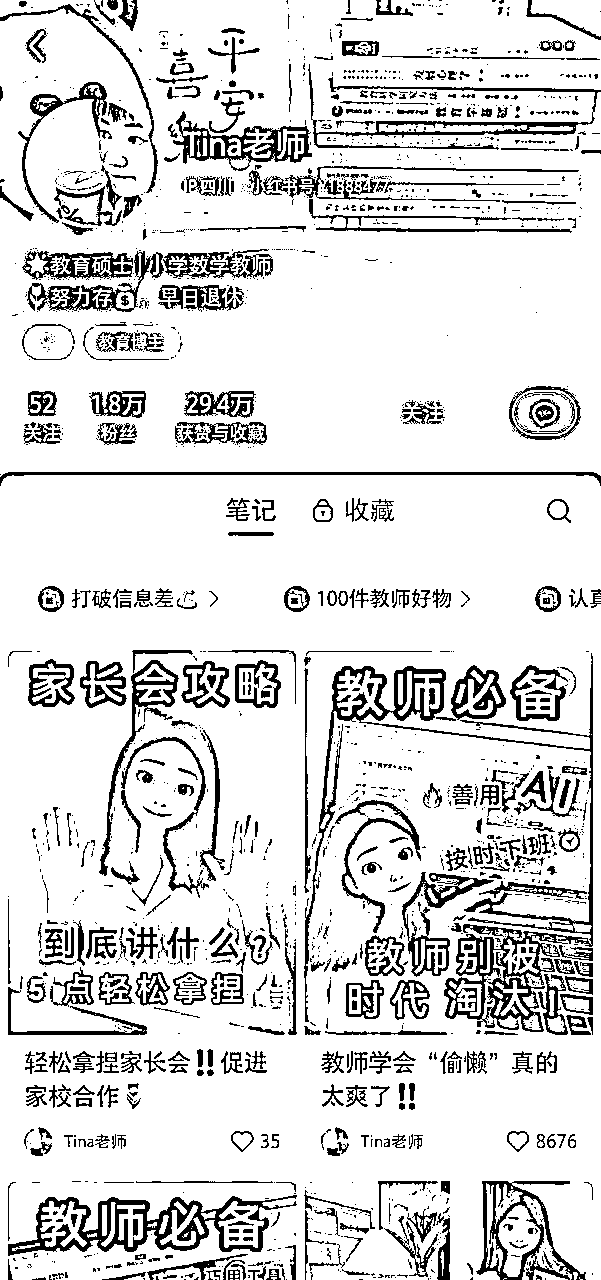 平安喜乐
Tina老师
IP四川 小红书号
教育硕士|小学数学教师
努力存 早日退休
教育博主
52 1.8万 29.4万
关注 粉丝 获赞与收藏
关注
笔记 收藏
打破信息差 100件教师好物 认真
家长会攻略
到底讲什么?
5点轻松拿捏
教师必备
善用AI
按时下班
教师别被
时代淘汰!
轻松拿捏家长会‼促进
家校合作
Tina老师 35
教师学会“偷懒”真的
太爽了‼
Tina老师 8676
教师必备
巧用工具